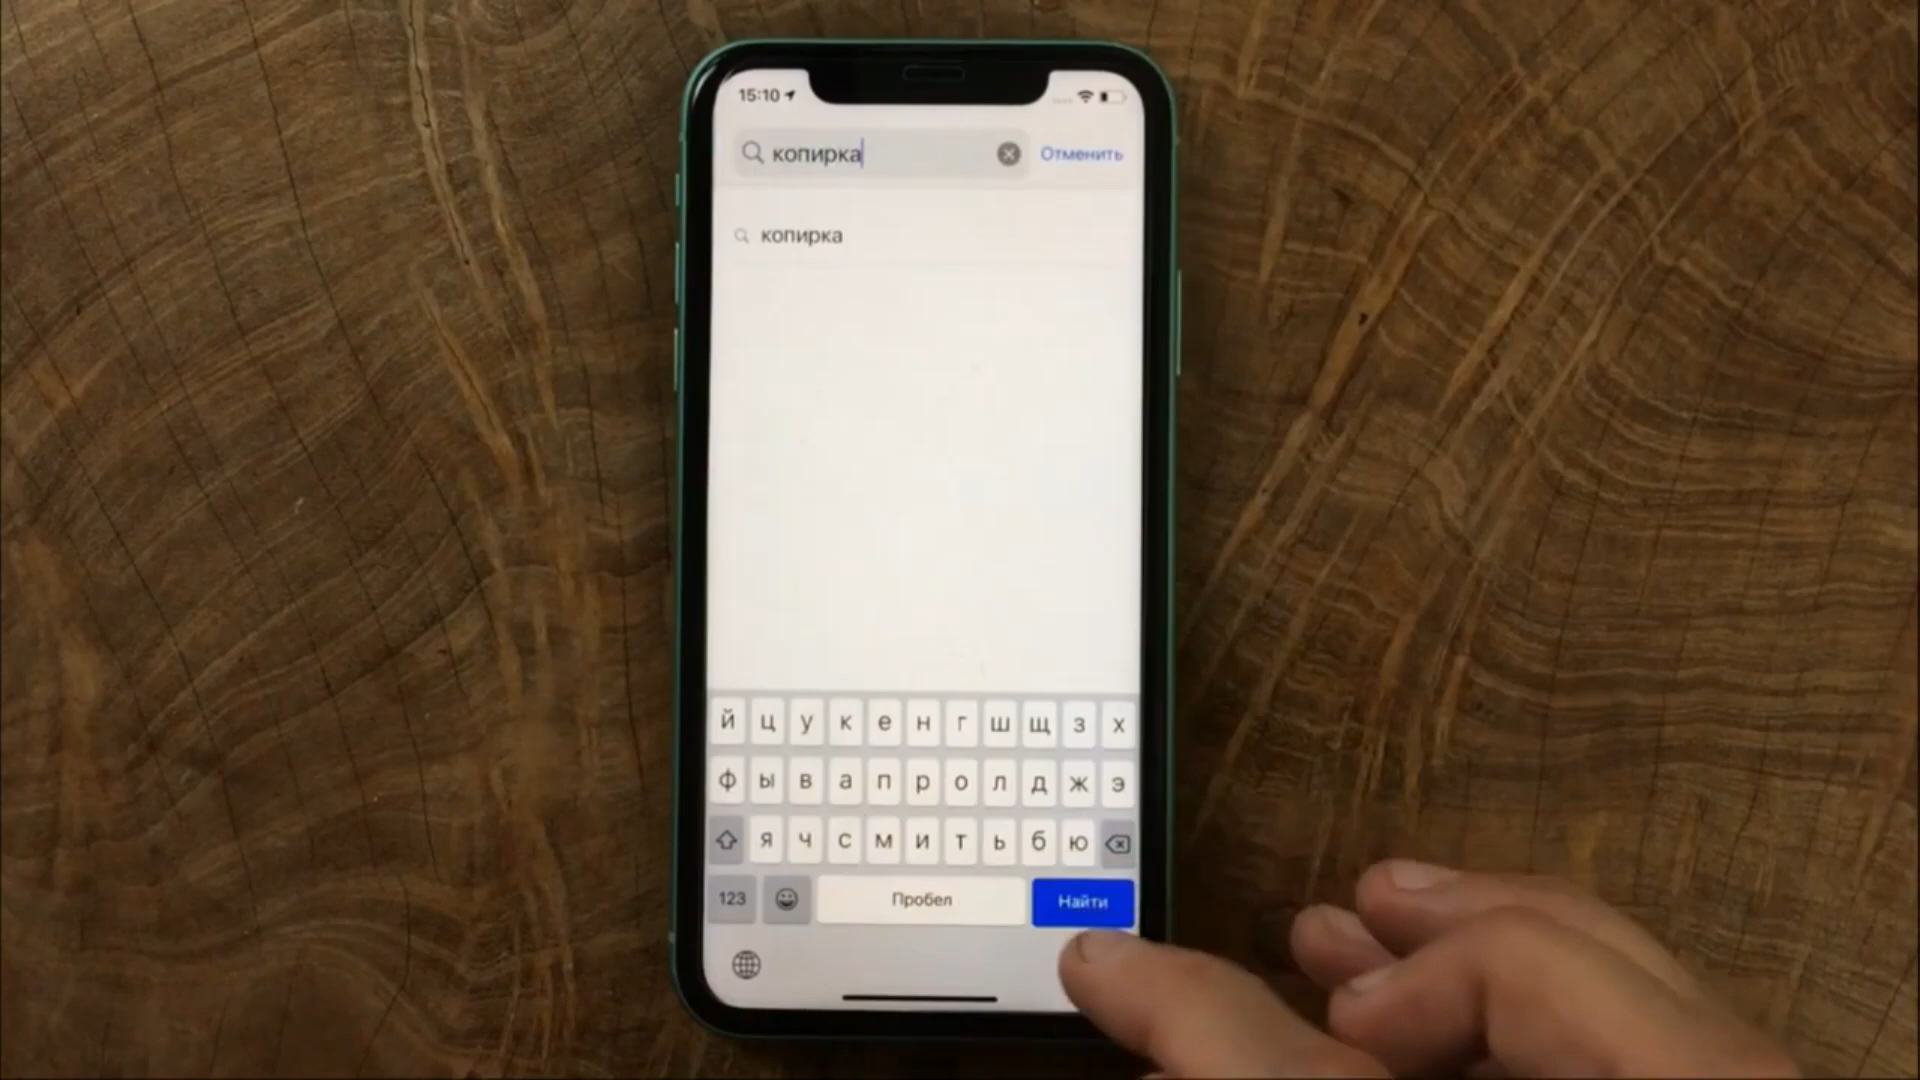 15:10
копирка
Отменить
копирка
й ц у к е н г ш щ з х
ф ы в а п р о л д ж э
я ч с м и т ь б ю
123 Пробел Найти